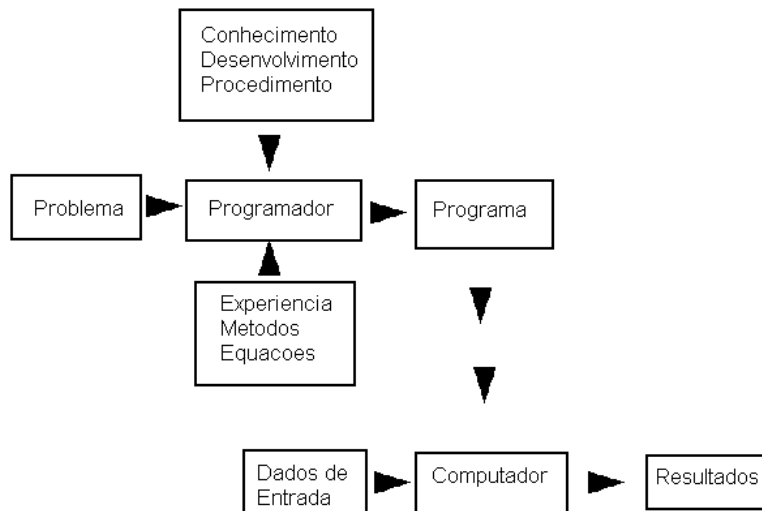 Conhecimento
Desenvolvimento
Procedimento
Problema
Programador
Programa
Experiencia
Metodos
Equacoes
Dados de
Entrada
Computador
Resultados